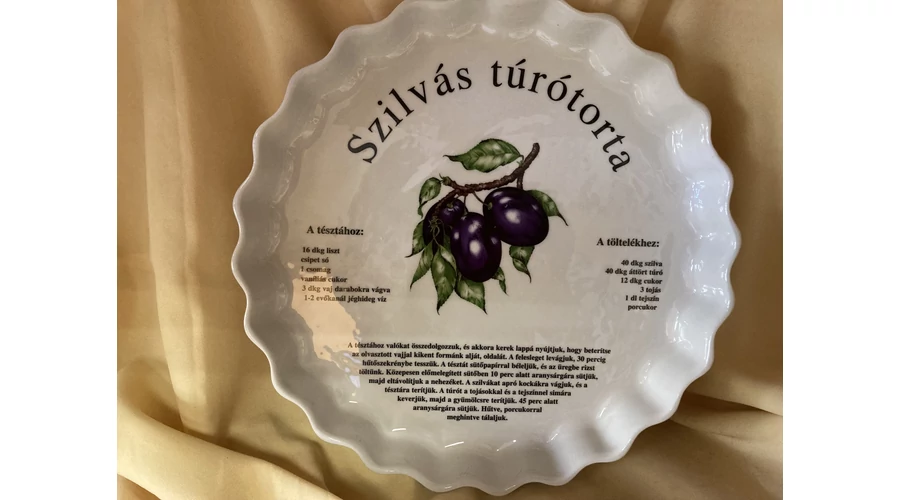 Szilvás túrótorta
A tésztához:
16 dkg liszt
csipet só
1 csomag
vaníliás cukor
3 dkg vaj darabokra vágva
1-2 evőkanál jéghideg víz
A töltelékhez:
40 dkg szilva
40 dkg áttört túró
12 dkg cukor
3 tojás
1 dl tejszín
porcukor
A tésztához valókat összedolgozzuk, és akkora kerek lappá nyújtjuk, hogy beterítse
az olvasztott vajjal kikent formánk alját, oldalát. A felesleget levágjuk, 30 percig
hűtőszekrénybe tesszük. A tésztát sütőpapírral béleljük, és az üregbe rizst
töltünk. Közepesen előmelegített sütőben 10 perc alatt aranysárgára sütjük,
majd eltávolítjuk a nehezéket. A szilvákat apró kockákra vágjuk, és a
tésztára terítjük. A túrót a tojásokkal és a tejszínnel simára
keverjük, majd a gyümölcsre terítjük. 45 perc alatt
aranysárgára sütjük. Hűtve, porcukorral
meghintve tálaljuk.